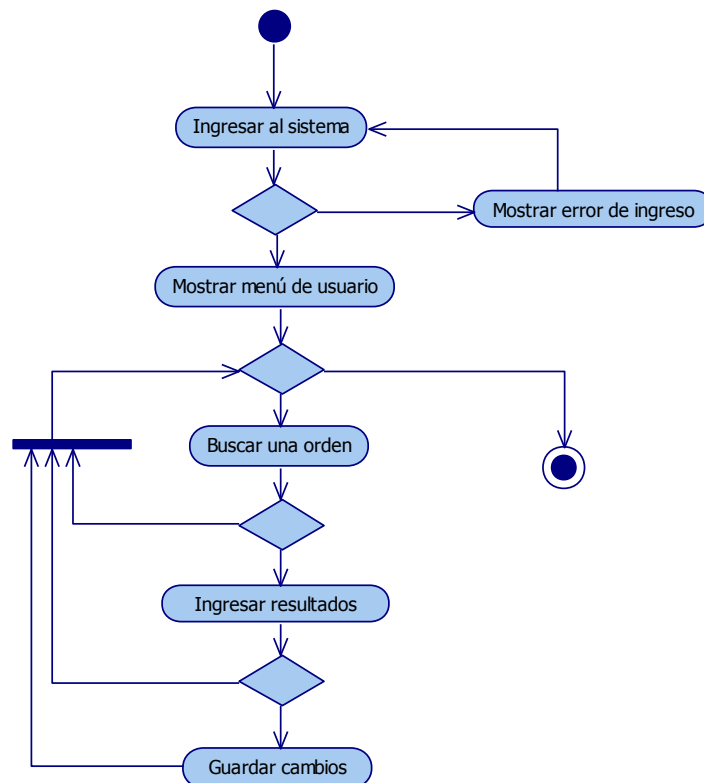 Ingresar al sistema
Mostrar error de ingreso
Mostrar menú de usuario
Buscar una orden
Ingresar resultados
Guardar cambios